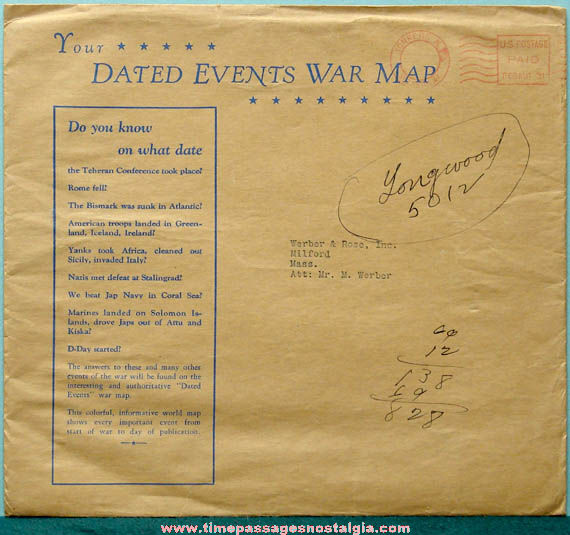 Your ★ ★ ★ ★ ★
DATED EVENTS WAR MAP
★ ★ ★ ★ ★ ★ ★ ★ ★
U.S. POSTAGE
PAID
Do you know
on what date
the Teheran Conference took place?
Rome fell?
The Bismark was sunk in Atlantic?
American troops landed in Green-
land, Iceland, Ireland?
Yanks took Africa, cleaned out
Sicily, invaded Italy?
Nazis met defeat at Stalingrad?
We beat Jap Navy in Coral Sea?
Marines landed on Solomon Is-
lands, drove Japs out of Attu and
Kiska?
D-Day started?
The answers to these and many other
events of the war will be found on the
interesting and authoritative "Dated
Events" war map.
This colorful, informative world map
shows every important event from
start of war to day of publication.
Longwood
5012
Werber & Rose, Inc.
Milford
Mass.
Att: Mr. M. Werber
12
138
69
828
www.timepassagesnostalgia.com